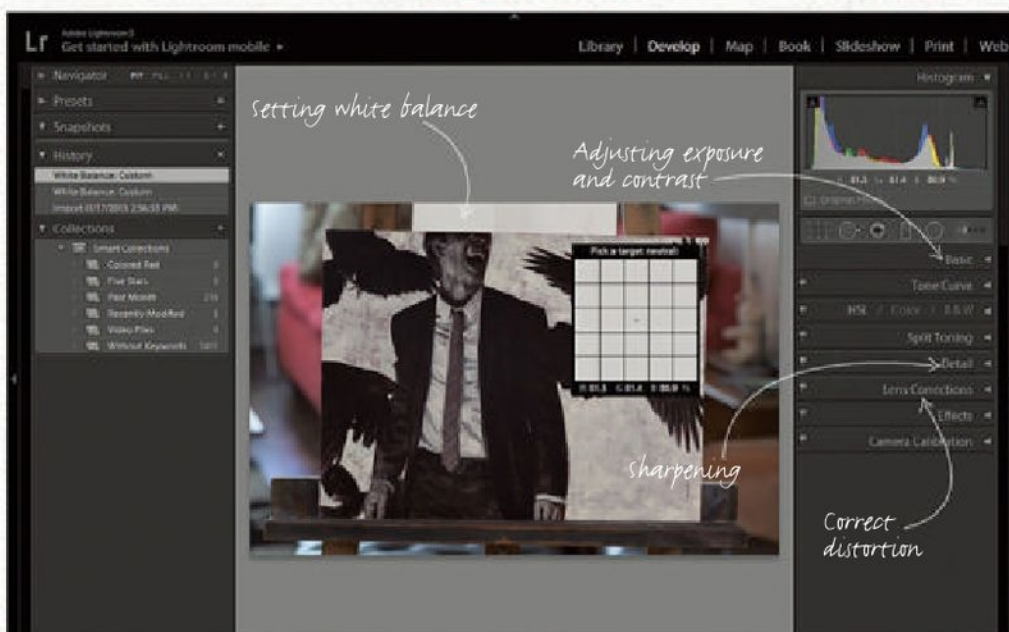 Lr
Adobe Lightroom 5
Get started with Lightroom mobile
Library | Develop | Map | Book | Slideshow | Print | Web
Navigator
Presets
Snapshots
History
White Balance: Custom
White Balance: Custom
Collections
Smart Collections
Colored Red
Five Stars
Past Month
Recently Modified
Video Files
Without Keywords
Setting white balance
Adjusting exposure
and contrast
Pick a target neutral:
sharpening
Correct
distortion
Histogram
Basic
Tone Curve
HSL / Color / B&W
Split Toning
Detail
Lens Corrections
Effects
Camera Calibration